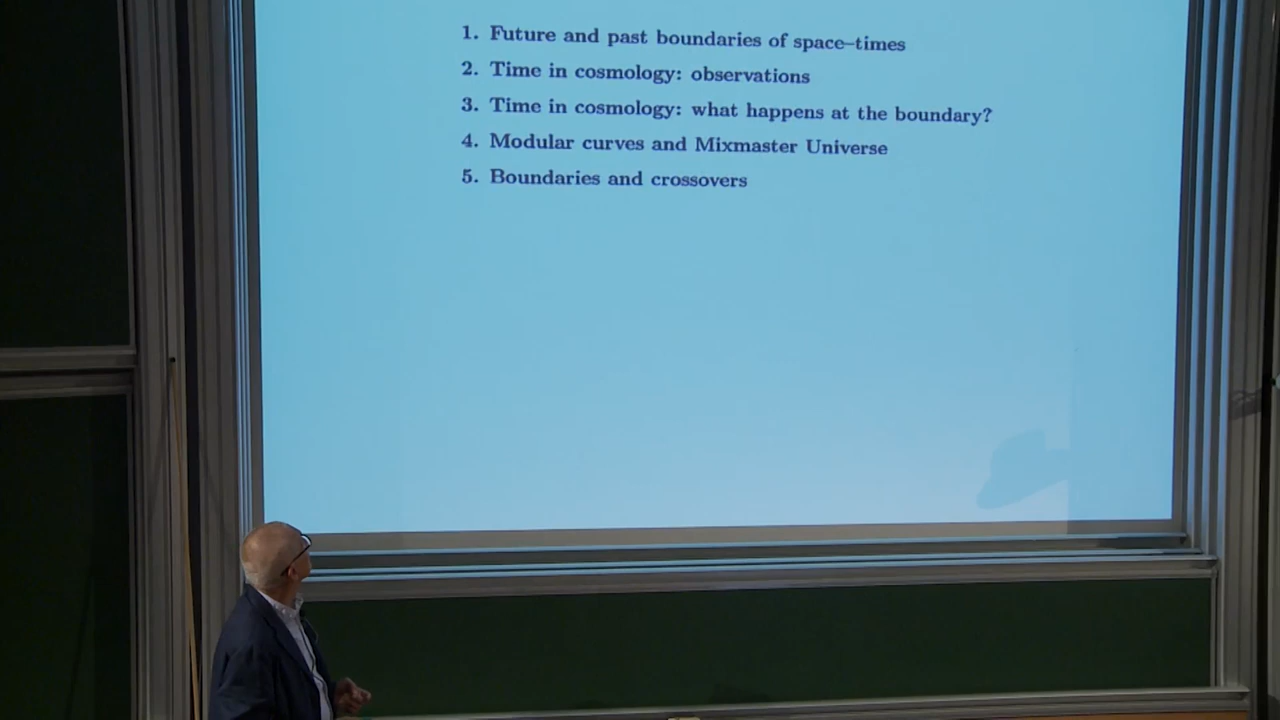 1. Future and past boundaries of space–times
2. Time in cosmology: observations
3. Time in cosmology: what happens at the boundary?
4. Modular curves and Mixmaster Universe
5. Boundaries and crossovers